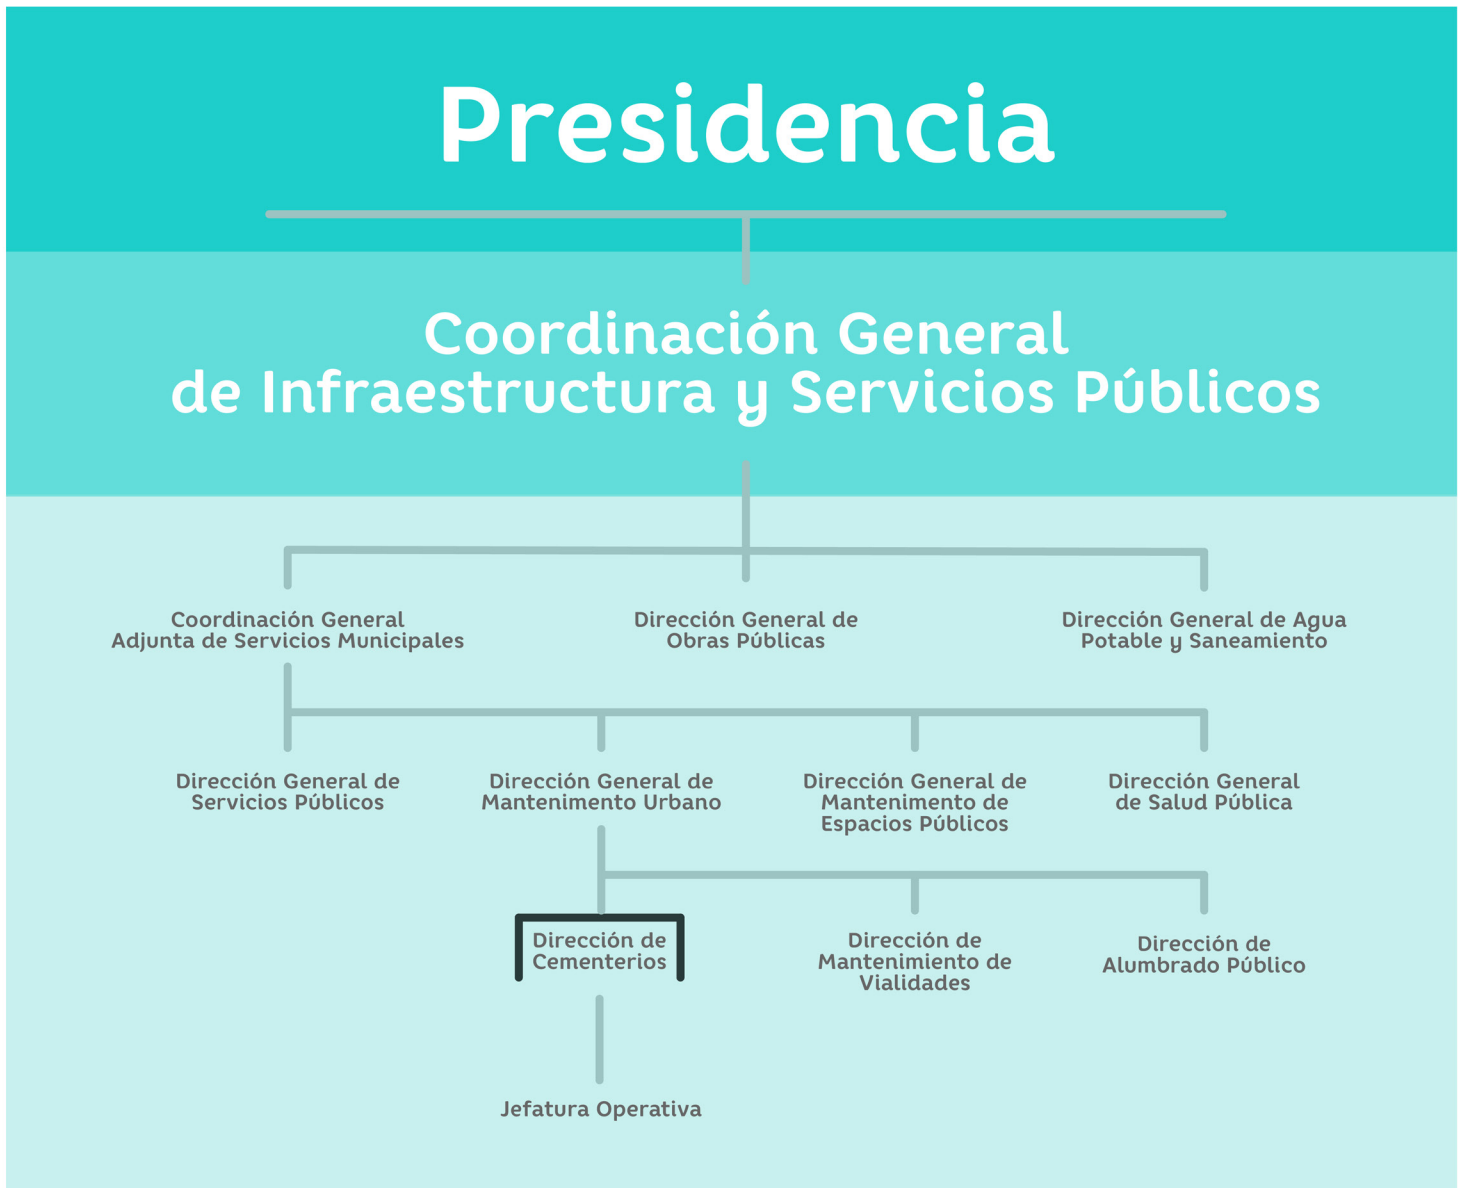 Presidencia
Coordinación General
de Infraestructura y Servicios Públicos
Coordinación General
Adjunta de Servicios Municipales
Dirección General de
Obras Públicas
Dirección General de Agua
Potable y Saneamiento
Dirección General de
Servicios Públicos
Dirección General de
Mantenimento Urbano
Dirección General de
Mantenimento de
Espacios Públicos
Dirección General
de Salud Pública
Dirección de
Cementerios
Dirección de
Mantenimiento de
Vialidades
Dirección de
Alumbrado Público
Jefatura Operativa